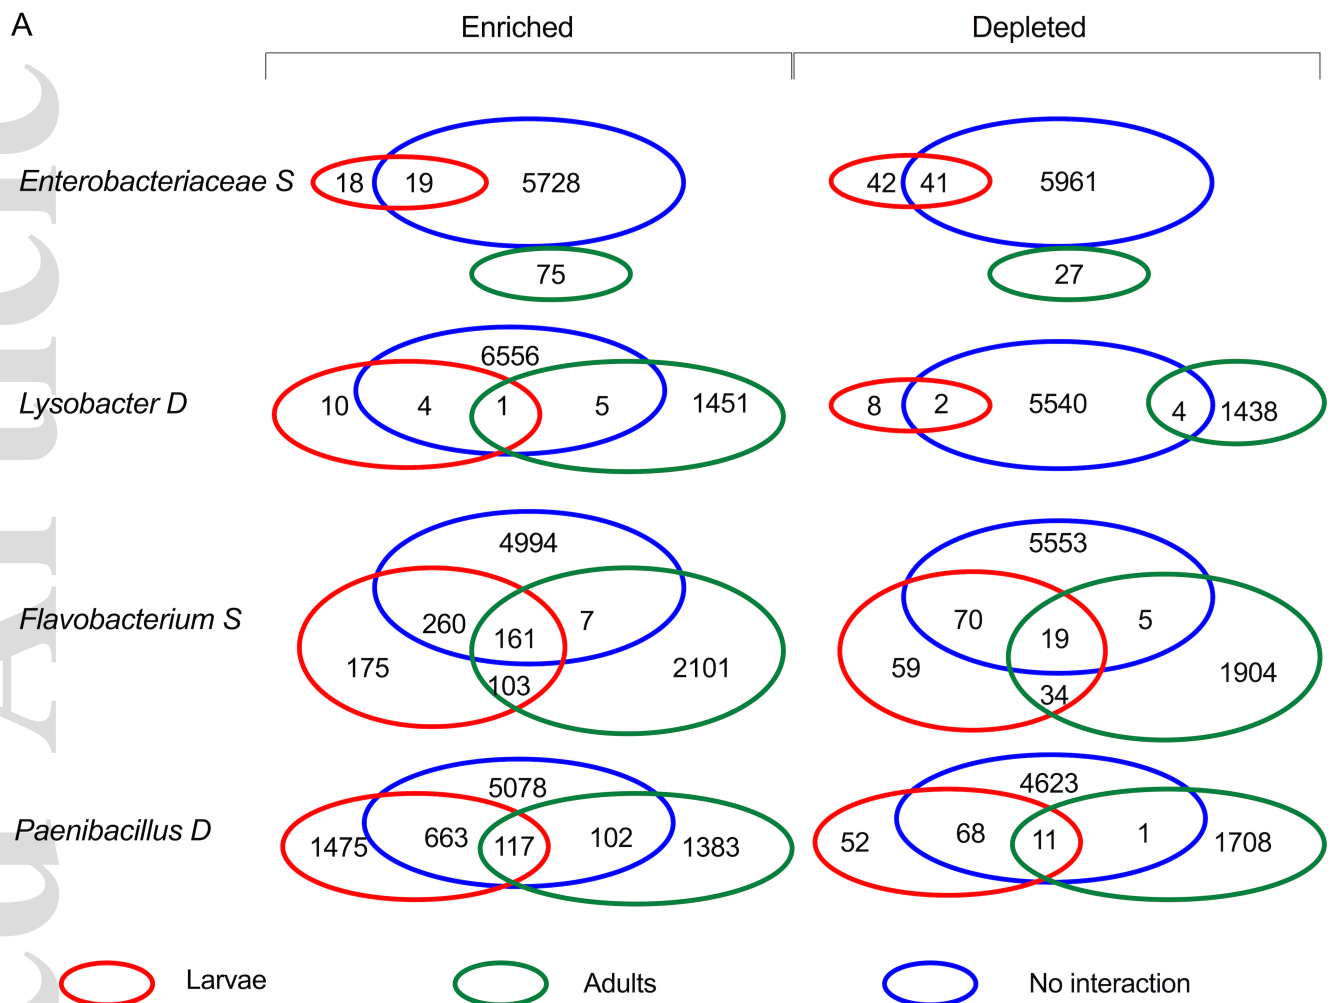 A
Enriched Depleted
Enterobacteriaceae S 18 19 5728 42 41 5961
75 27
6556
Lysobacter D 10 4 1 5 1451 8 2 5540 4 1438
4994 5553
Flavobacterium S 260 161 7 70 19 5
175 2101 59 1904
103 34
5078 4623
Paenibacillus D 1475 663 117 102 1383 52 68 11 1 1708
Larvae Adults No interaction